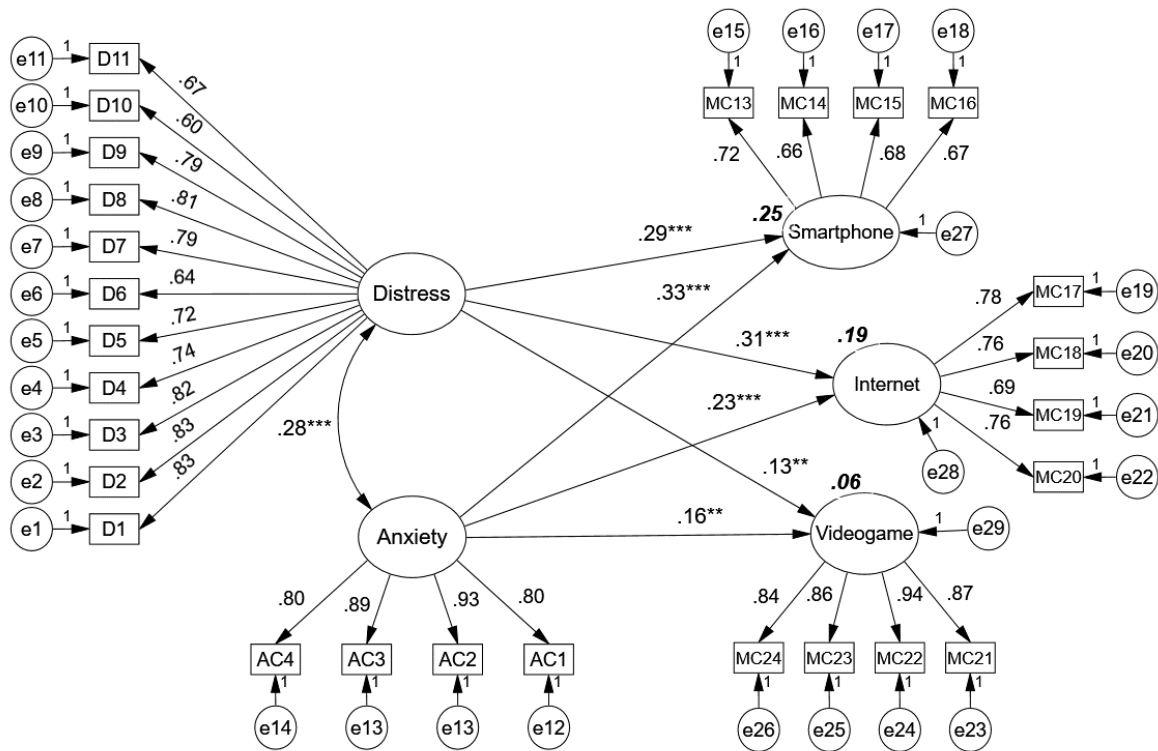 e15 e16 e17 e18
1 1 1 1
MC13 MC14 MC15 MC16
.72 .66 .68 .67
e11 1 D11 .67
e10 1 D10 .60
e9 1 D9 .79
e8 1 D8 .81
e7 1 D7 .79
e6 1 D6 .64
e5 1 D5 .72
e4 1 D4 .74
e3 1 D3 .82
e2 1 D2 .83
e1 1 D1 .83
Distress
.25
Smartphone
1 e27
.29***
.33***
.31***
.23***
.13**
.16**
.28***
.19
Internet
1
e28
.78 MC17 1 e19
.76 MC18 1 e20
.69 MC19 1 e21
.76 MC20 1 e22
.06
Videogame
1 e29
Anxiety
.80 .89 .93 .80
AC4 AC3 AC2 AC1
1 1 1 1
e14 e13 e13 e12
.84 .86 .94 .87
MC24 MC23 MC22 MC21
1 1 1 1
e26 e25 e24 e23